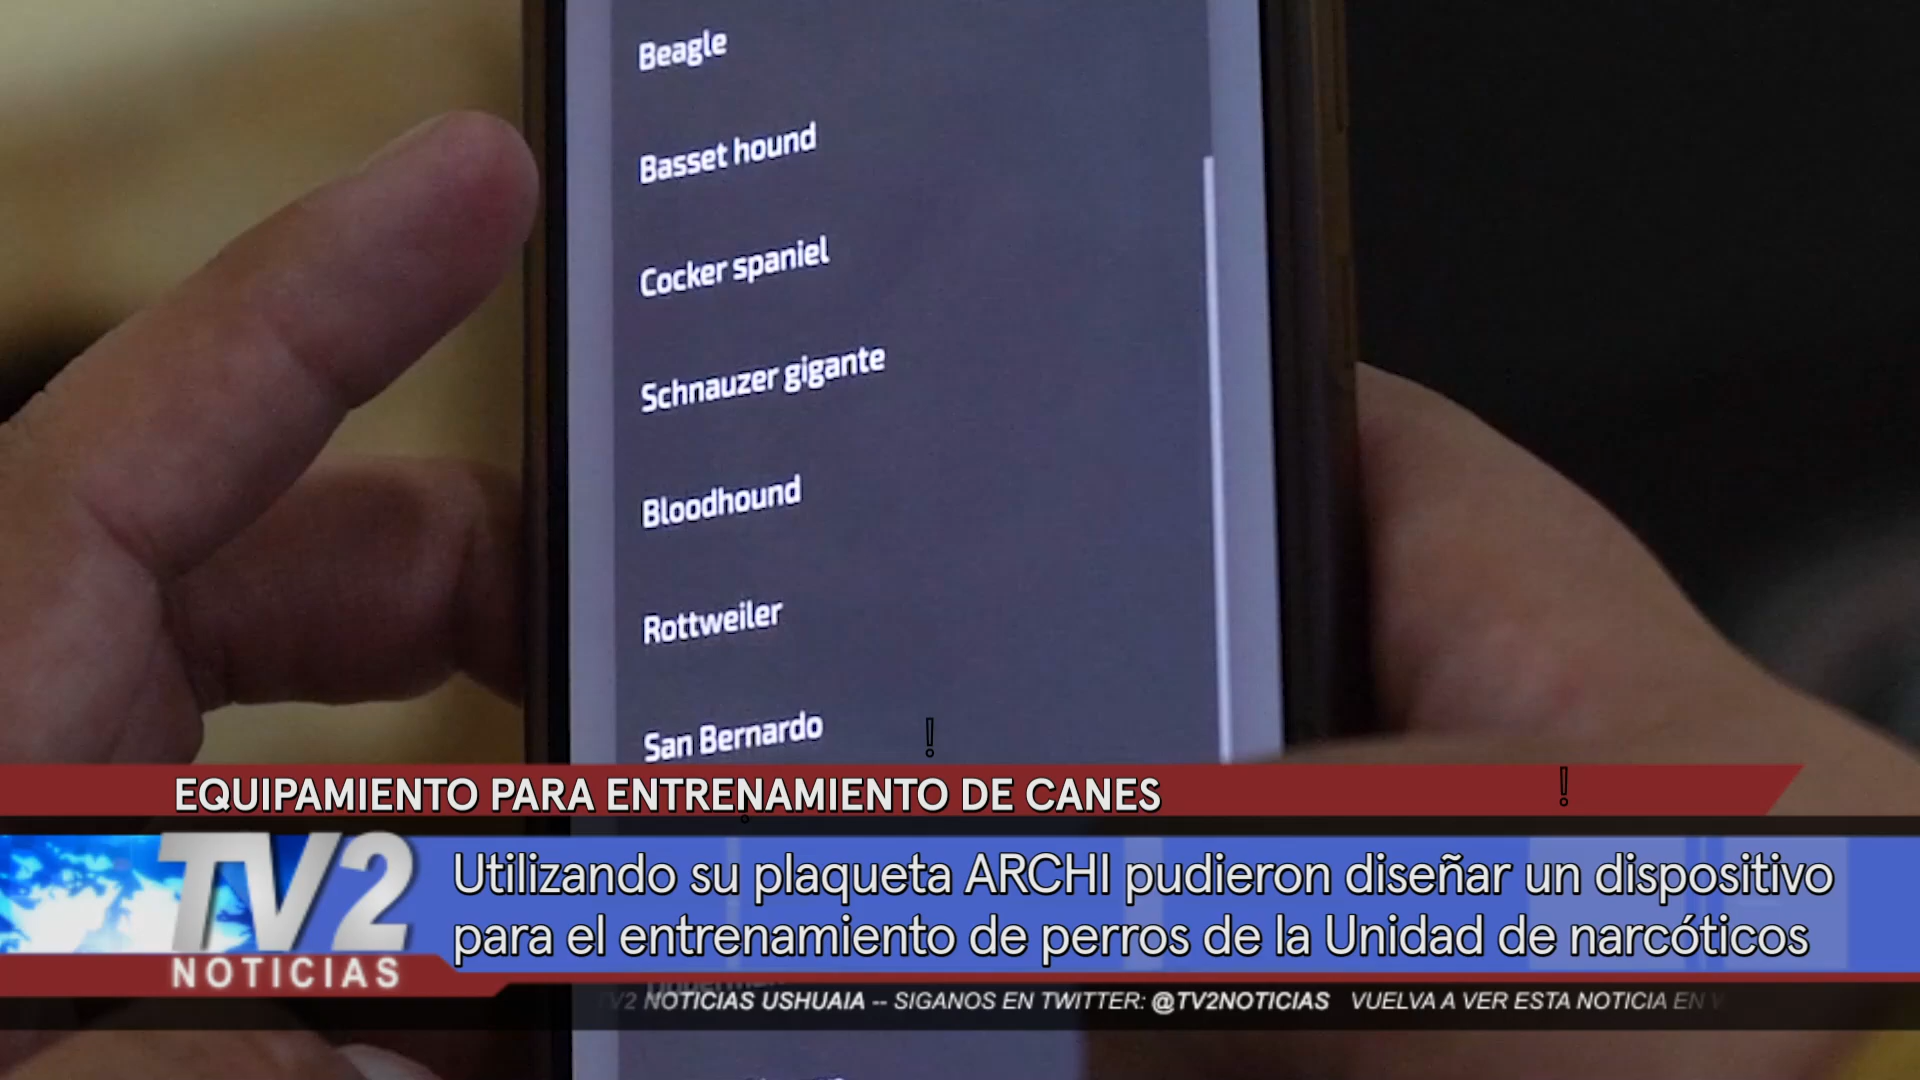 Beagle
Basset hound
Cocker spaniel
Schnauzer gigante
Bloodhound
Rottweiler
San Bernardo
EQUIPAMIENTO PARA ENTRENAMIENTO DE CANES
TV2
NOTICIAS
Utilizando su plaqueta ARCHI pudieron diseñar un dispositivo
para el entrenamiento de perros de la Unidad de narcóticos
TV2 NOTICIAS USHUAIA -- SIGANOS EN TWITTER: @TV2NOTICIAS VUELVA A VER ESTA NOTICIA EN